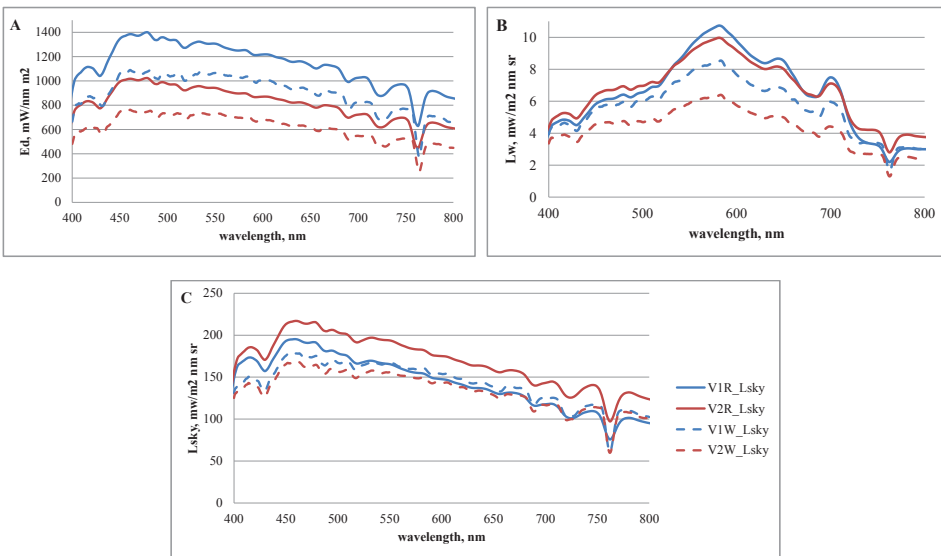 A
Ed, mW/nm m2
1400
1200
1000
800
600
400
200
0
400 450 500 550 600 650 700 750 800
wavelength, nm
B
Lw, mw/m2 nm sr
10
8
6
4
2
0
400 500 600 700 800
wavelength, nm
C
Lsky, mw/m2 nm sr
250
200
150
100
50
0
400 450 500 550 600 650 700 750 800
wavelength, nm
V1R_Lsky
V2R_Lsky
V1W_Lsky
V2W_Lsky